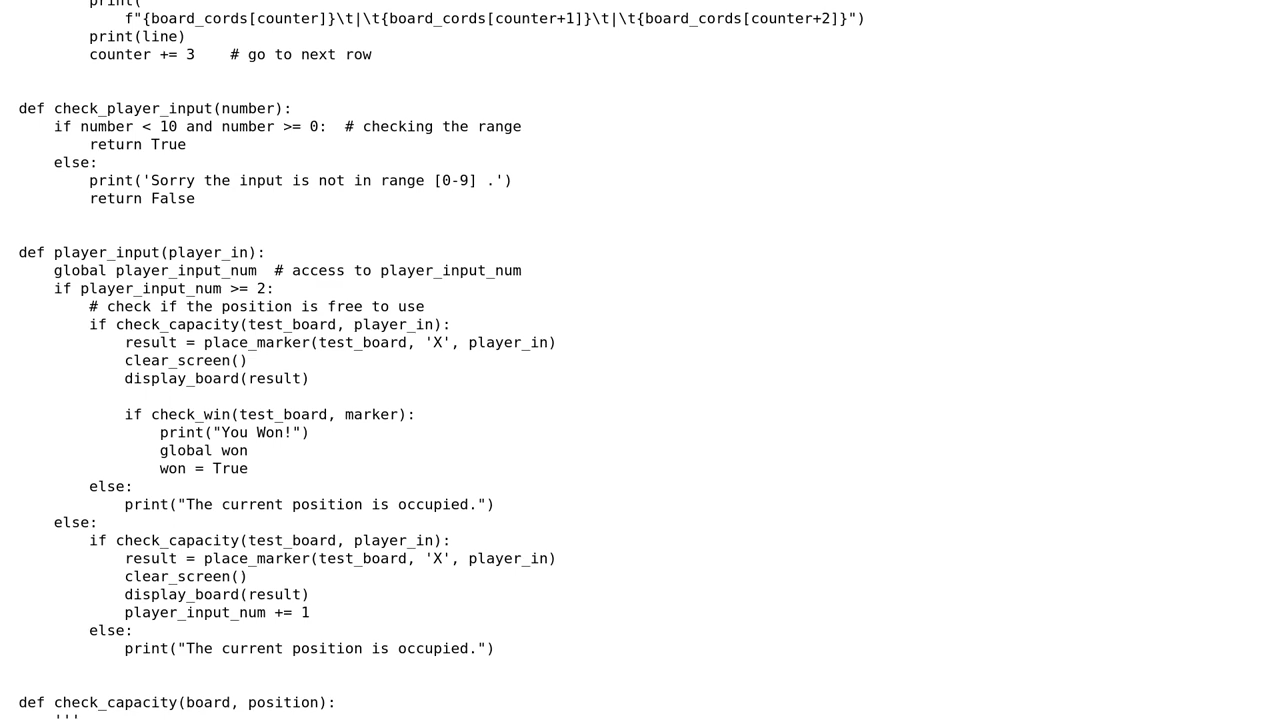 print(
f"{board_cords[counter]}\t|\t{board_cords[counter+1]}\t|\t{board_cords[counter+2]}")
print(line)
counter += 3    # go to next row
def check_player_input(number):
if number < 10 and number >= 0:  # checking the range
return True
else:
print('Sorry the input is not in range [0-9] .')
return False
def player_input(player_in):
global player_input_num  # access to player_input_num
if player_input_num >= 2:
# check if the position is free to use
if check_capacity(test_board, player_in):
result = place_marker(test_board, 'X', player_in)
clear_screen()
display_board(result)
if check_win(test_board, marker):
print("You Won!")
global won
won = True
else:
print("The current position is occupied.")
else:
if check_capacity(test_board, player_in):
result = place_marker(test_board, 'X', player_in)
clear_screen()
display_board(result)
player_input_num += 1
else:
print("The current position is occupied.")
def check_capacity(board, position):
'''